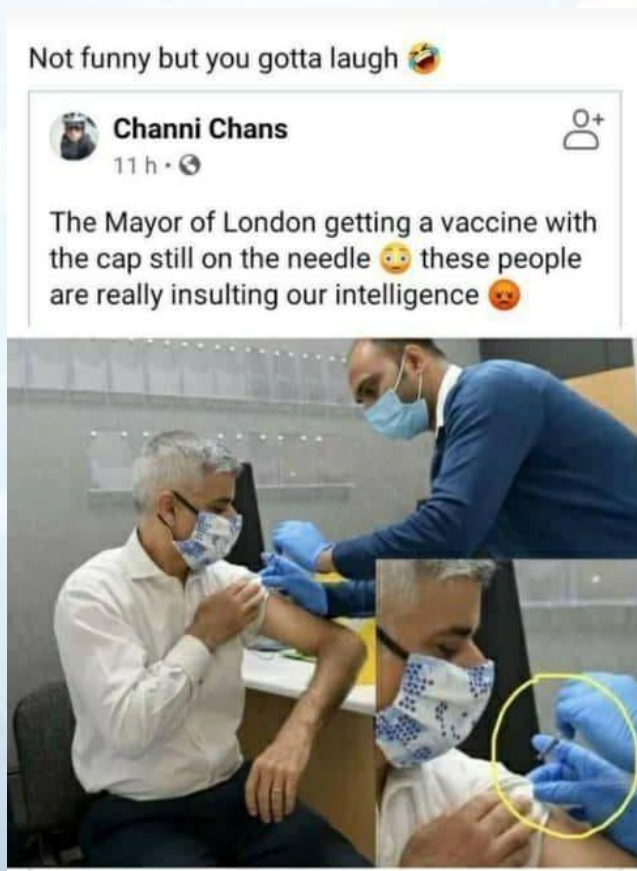 Not funny but you gotta laugh 🤣
Channi Chans
11 h ·
The Mayor of London getting a vaccine with
the cap still on the needle 😳 these people
are really insulting our intelligence 😡